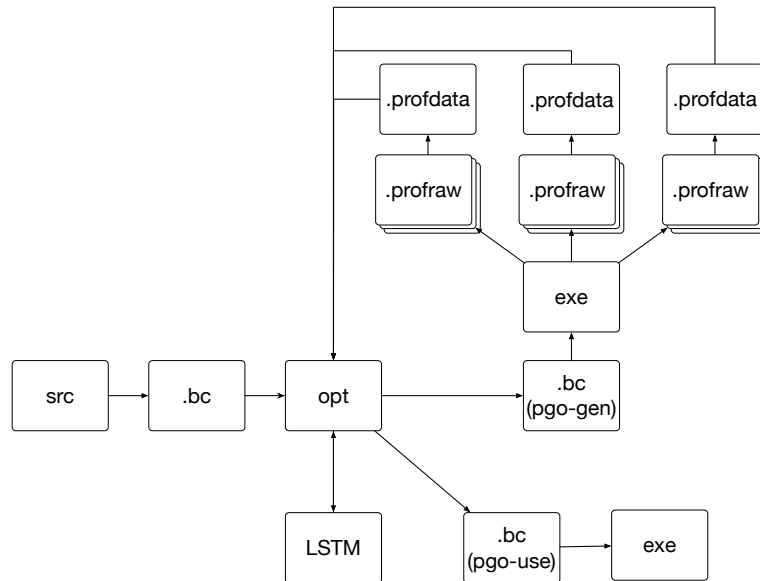 .profdata
.profdata
.profdata
.profraw
.profraw
.profraw
exe
src
.bc
opt
.bc
(pgo-gen)
LSTM
.bc
(pgo-use)
exe